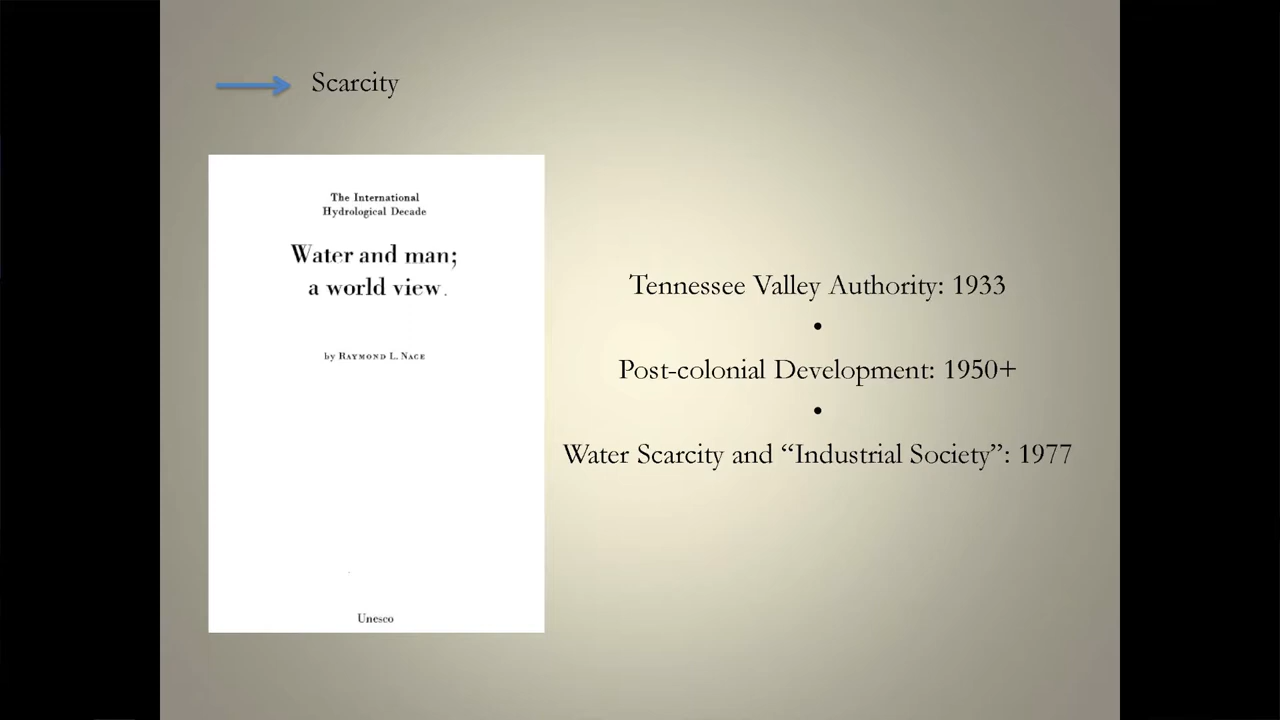 Scarcity
The International
Hydrological Decade
Water and man;
a world view.
by RAYMOND L. NACE
Unesco
Tennessee Valley Authority: 1933
•
Post-colonial Development: 1950+
•
Water Scarcity and “Industrial Society”: 1977